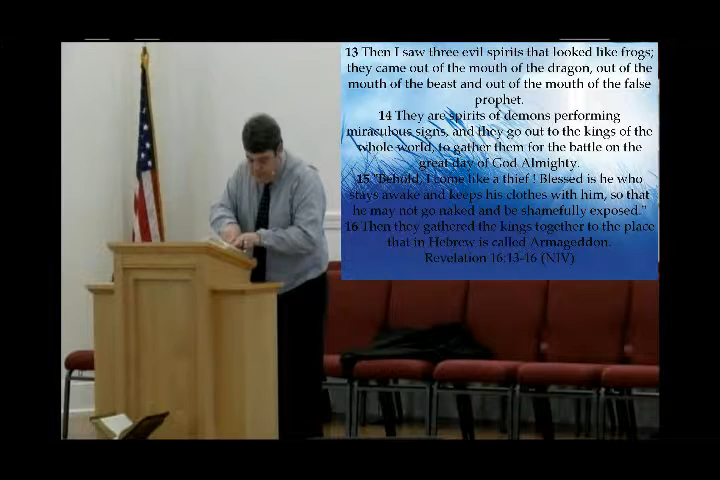 13 Then I saw three evil spirits that looked like frogs;
they came out of the mouth of the dragon, out of the
mouth of the beast and out of the mouth of the false
prophet.
14 They are spirits of demons performing
miraculous signs, and they go out to the kings of the
whole world, to gather them for the battle on the
great day of God Almighty.
15 "Behold, I come like a thief ! Blessed is he who
stays awake and keeps his clothes with him, so that
he may not go naked and be shamefully exposed."
16 Then they gathered the kings together to the place
that in Hebrew is called Armageddon.
Revelation 16:13-16 (NIV)